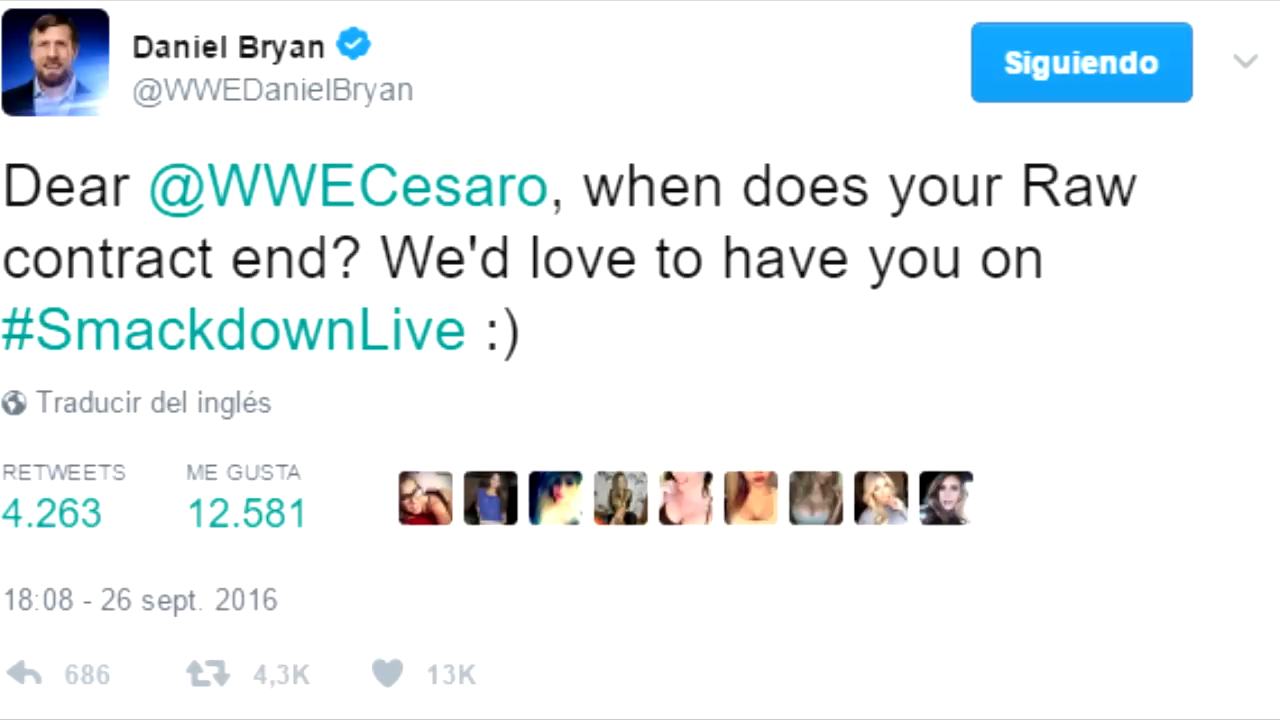 Daniel Bryan
@WWEDanielBryan
Siguiendo
Dear @WWECesaro, when does your Raw
contract end? We'd love to have you on
#SmackdownLive :)
Traducir del inglés
RETWEETS ME GUSTA
4.263 12.581
18:08 - 26 sept. 2016
686 4,3K 13K